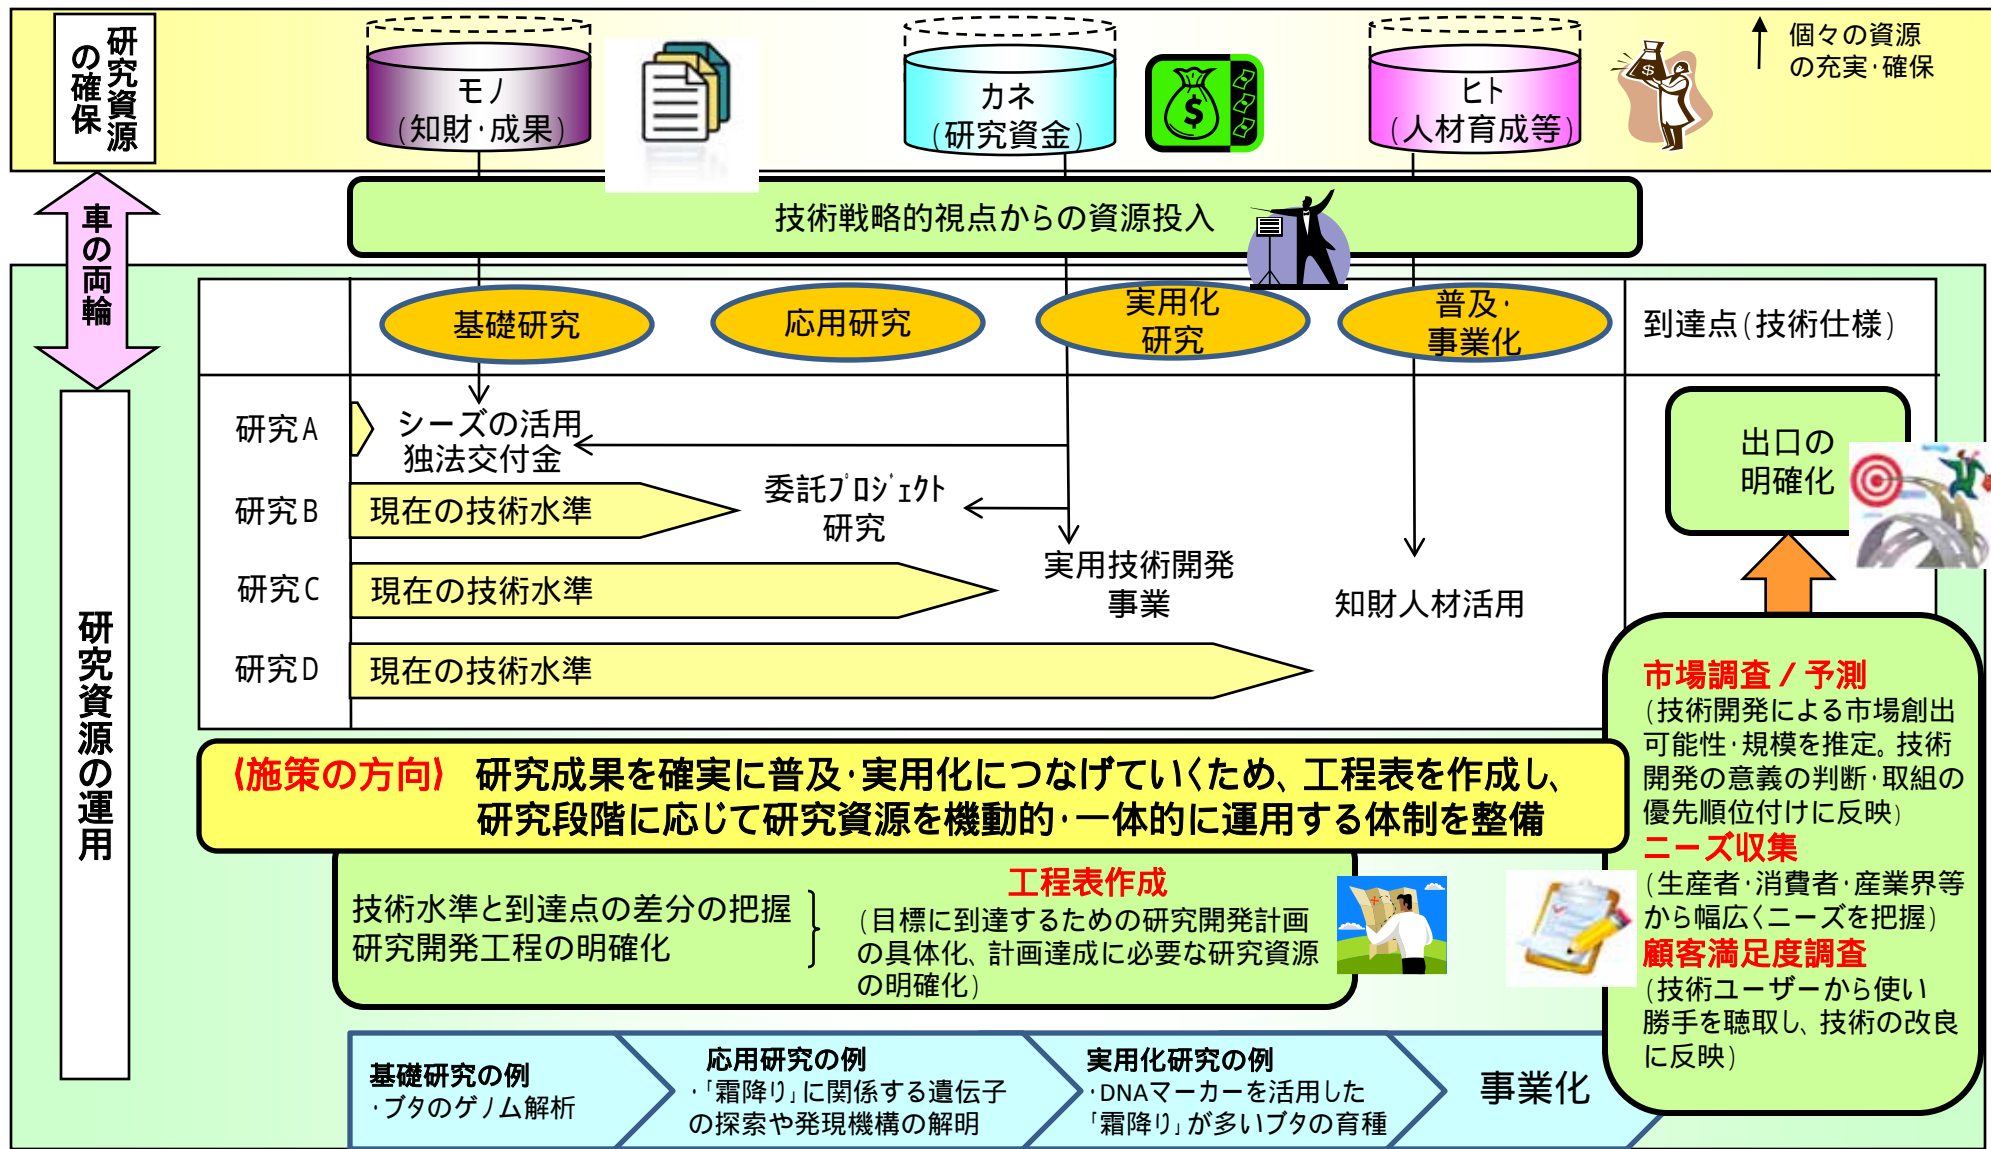 研究資源
の確保
モノ
(知財・成果)
カネ
(研究資金)
ヒト
(人材育成等)
個々の資源
の充実・確保
車の両輪
技術戦略的視点からの資源投入
基礎研究
応用研究
実用化
研究
普及・
事業化
到達点(技術仕様)
研究A
シーズの活用
独法交付金
研究B
現在の技術水準
委託プロジェクト
研究
研究C
現在の技術水準
実用技術開発
事業
知財人材活用
研究D
現在の技術水準
出口の
明確化
研究資源の運用
市場調査/予測
(技術開発による市場創出
可能性・規模を推定。技術
開発の意義の判断・取組の
優先順位付けに反映)
ニーズ収集
(生産者・消費者・産業界等
から幅広くニーズを把握)
顧客満足度調査
(技術ユーザーから使い
勝手を聴取し、技術の改良
に反映)
〈施策の方向〉 研究成果を確実に普及・実用化につなげていくため、工程表を作成し、
研究段階に応じて研究資源を機動的・一体的に運用する体制を整備
技術水準と到達点の差分の把握
研究開発工程の明確化
工程表作成
(目標に到達するための研究開発計画
の具体化、計画達成に必要な研究資源
の明確化)
基礎研究の例
・ブタのゲノム解析
応用研究の例
・「霜降り」に関係する遺伝子
の探索や発現機構の解明
実用化研究の例
・DNAマーカーを活用した
「霜降り」が多いブタの育種
事業化